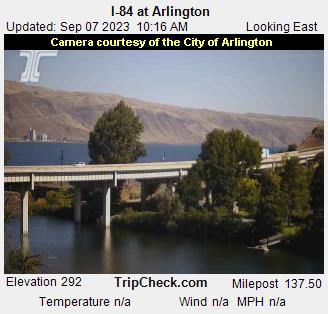 I-84 at Arlington
Updated: Sep 07 2023 10:16 AM Looking East
Camera courtesy of the City of Arlington
Elevation 292 TripCheck.com Milepost 137.50
Temperature n/a Wind n/a MPH n/a